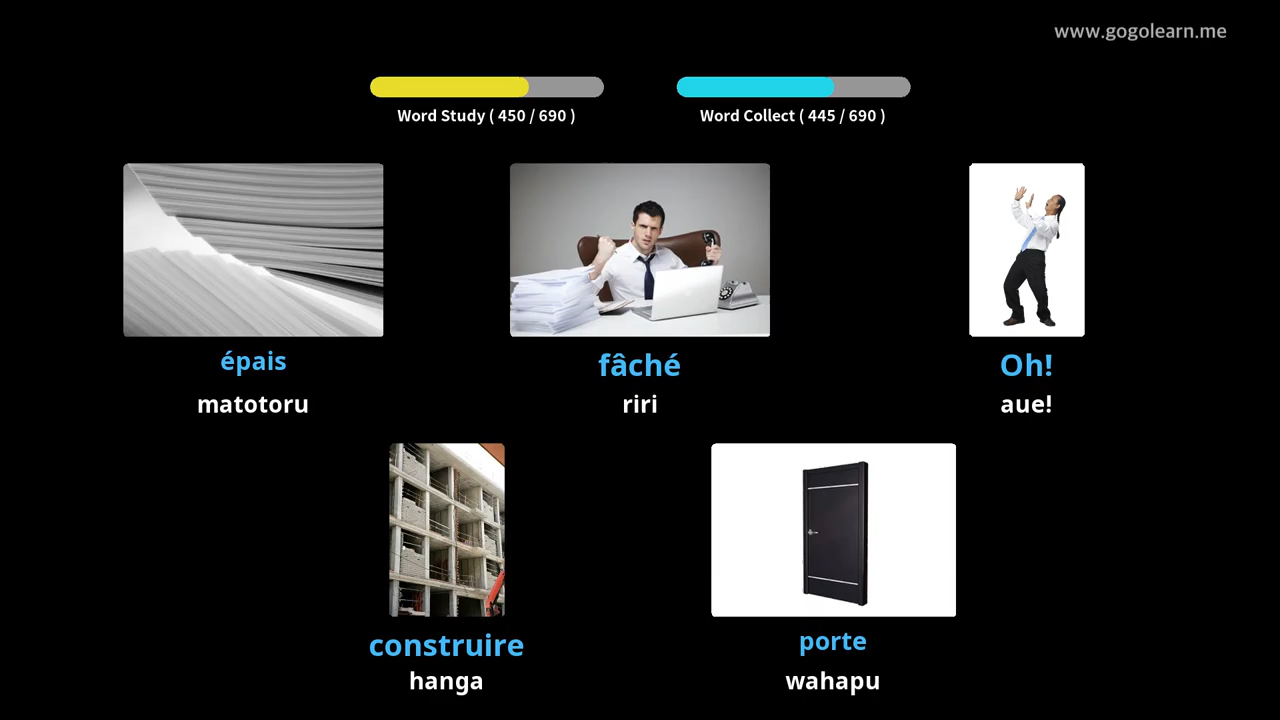 www.gogolearn.me
Word Study ( 450 / 690 )
Word Collect ( 445 / 690 )
épais
matotoru
fâché
riri
Oh!
aue!
construire
hanga
porte
wahapu